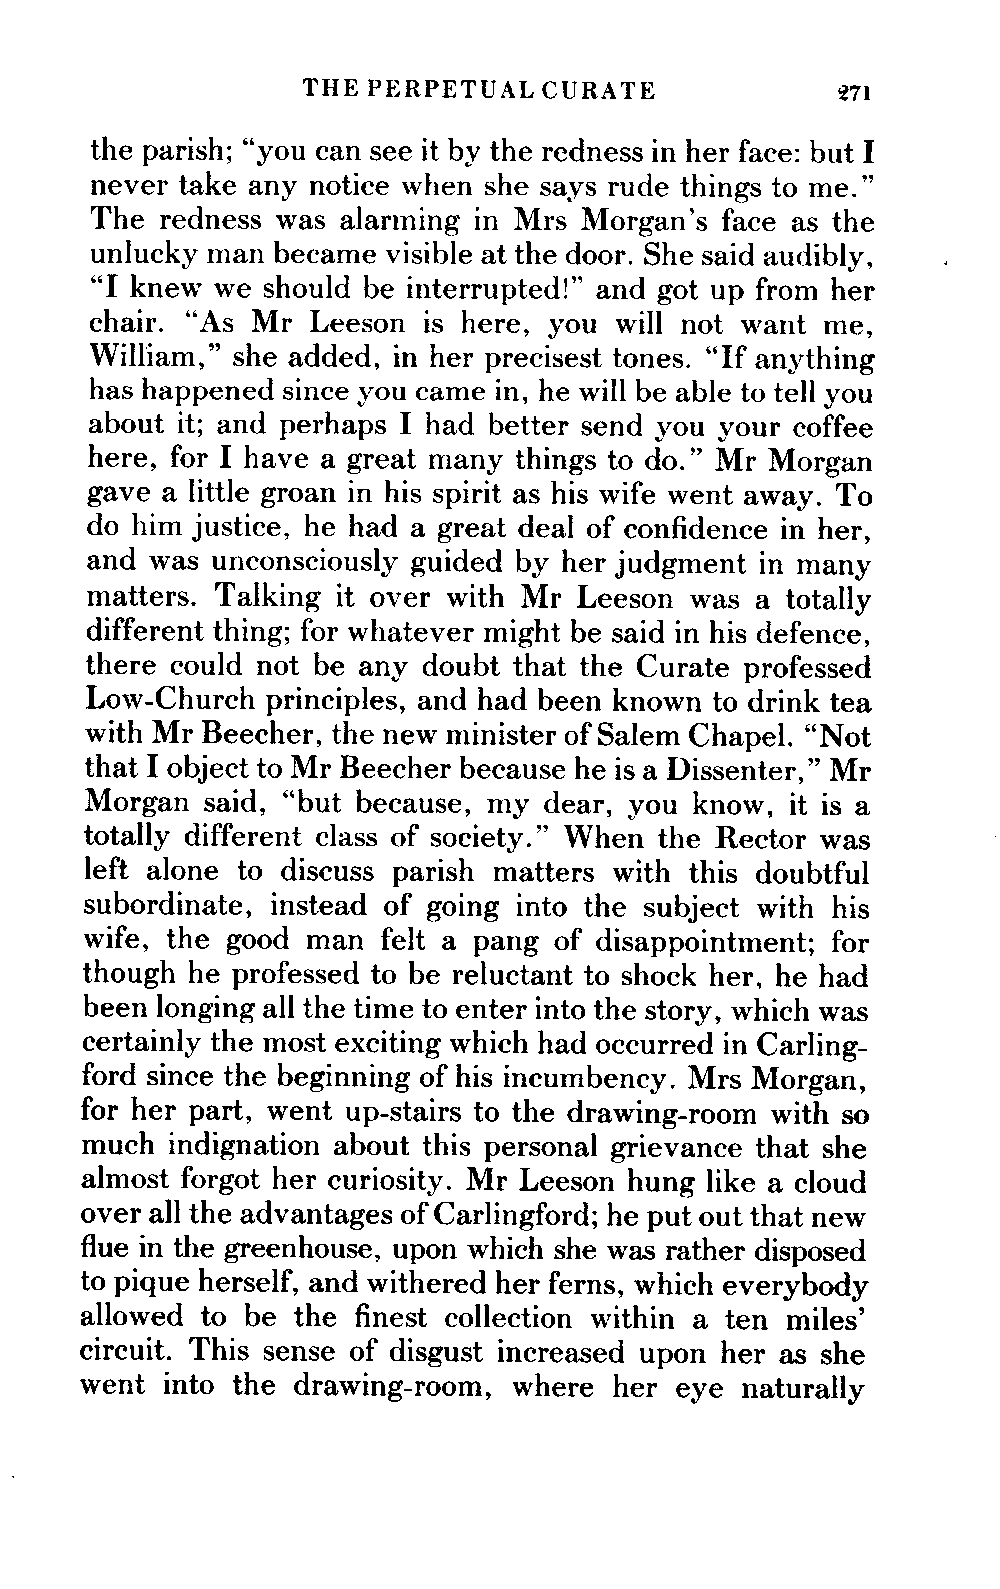 THE PERPETUAL CURATE 271
the parish; “you can see it by the redness in her face: but I
never take any notice when she says rude things to me.”
The redness was alarming in Mrs Morgan's face as the
unlucky man became visible at the door. She said audibly,
“I knew we should be interrupted!” and got up from her
chair. “As Mr Leeson is here, you will not want me,
William,” she added, in her precisest tones. “If anything
has happened since you came in, he will be able to tell you
about it; and perhaps I had better send you your coffee
here, for I have a great many things to do.” Mr Morgan
gave a little groan in his spirit as his wife went away. To
do him justice, he had a great deal of confidence in her,
and was unconsciously guided by her judgment in many
matters. Talking it over with Mr Leeson was a totally
different thing; for whatever might be said in his defence,
there could not be any doubt that the Curate professed
Low-Church principles, and had been known to drink tea
with Mr Beecher, the new minister of Salem Chapel. “Not
that I object to Mr Beecher because he is a Dissenter,” Mr
Morgan said, “but because, my dear, you know, it is a
totally different class of society.” When the Rector was
left alone to discuss parish matters with this doubtful
subordinate, instead of going into the subject with his
wife, the good man felt a pang of disappointment; for
though he professed to be reluctant to shock her, he had
been longing all the time to enter into the story, which was
certainly the most exciting which had occurred in Carling-
ford since the beginning of his incumbency. Mrs Morgan,
for her part, went up-stairs to the drawing-room with so
much indignation about this personal grievance that she
almost forgot her curiosity. Mr Leeson hung like a cloud
over all the advantages of Carlingford; he put out that new
flue in the greenhouse, upon which she was rather disposed
to pique herself, and withered her ferns, which everybody
allowed to be the finest collection within a ten miles’
circuit. This sense of disgust increased upon her as she
went into the drawing-room, where her eye naturally